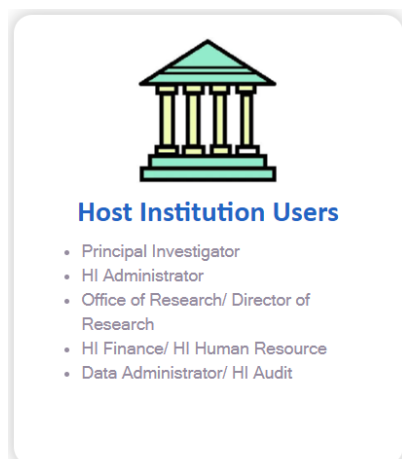 Host Institution Users
• Principal Investigator
• HI Administrator
• Office of Research/ Director of
Research
• HI Finance/ HI Human Resource
• Data Administrator/ HI Audit